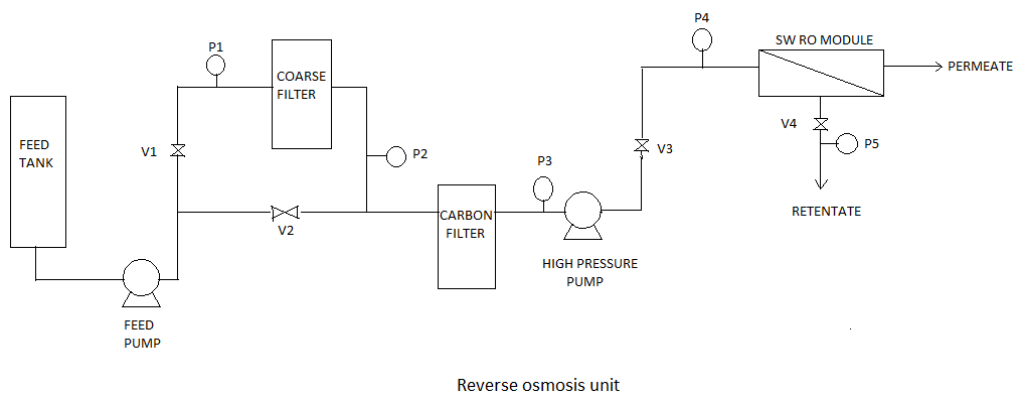 P4
SW RO MODULE
P1
COARSE
FILTER
PERMEATE
FEED
TANK
V1
V4
P5
V3
P2
P3
RETENTATE
CARBON
FILTER
V2
HIGH PRESSURE
PUMP
FEED
PUMP
Reverse osmosis unit